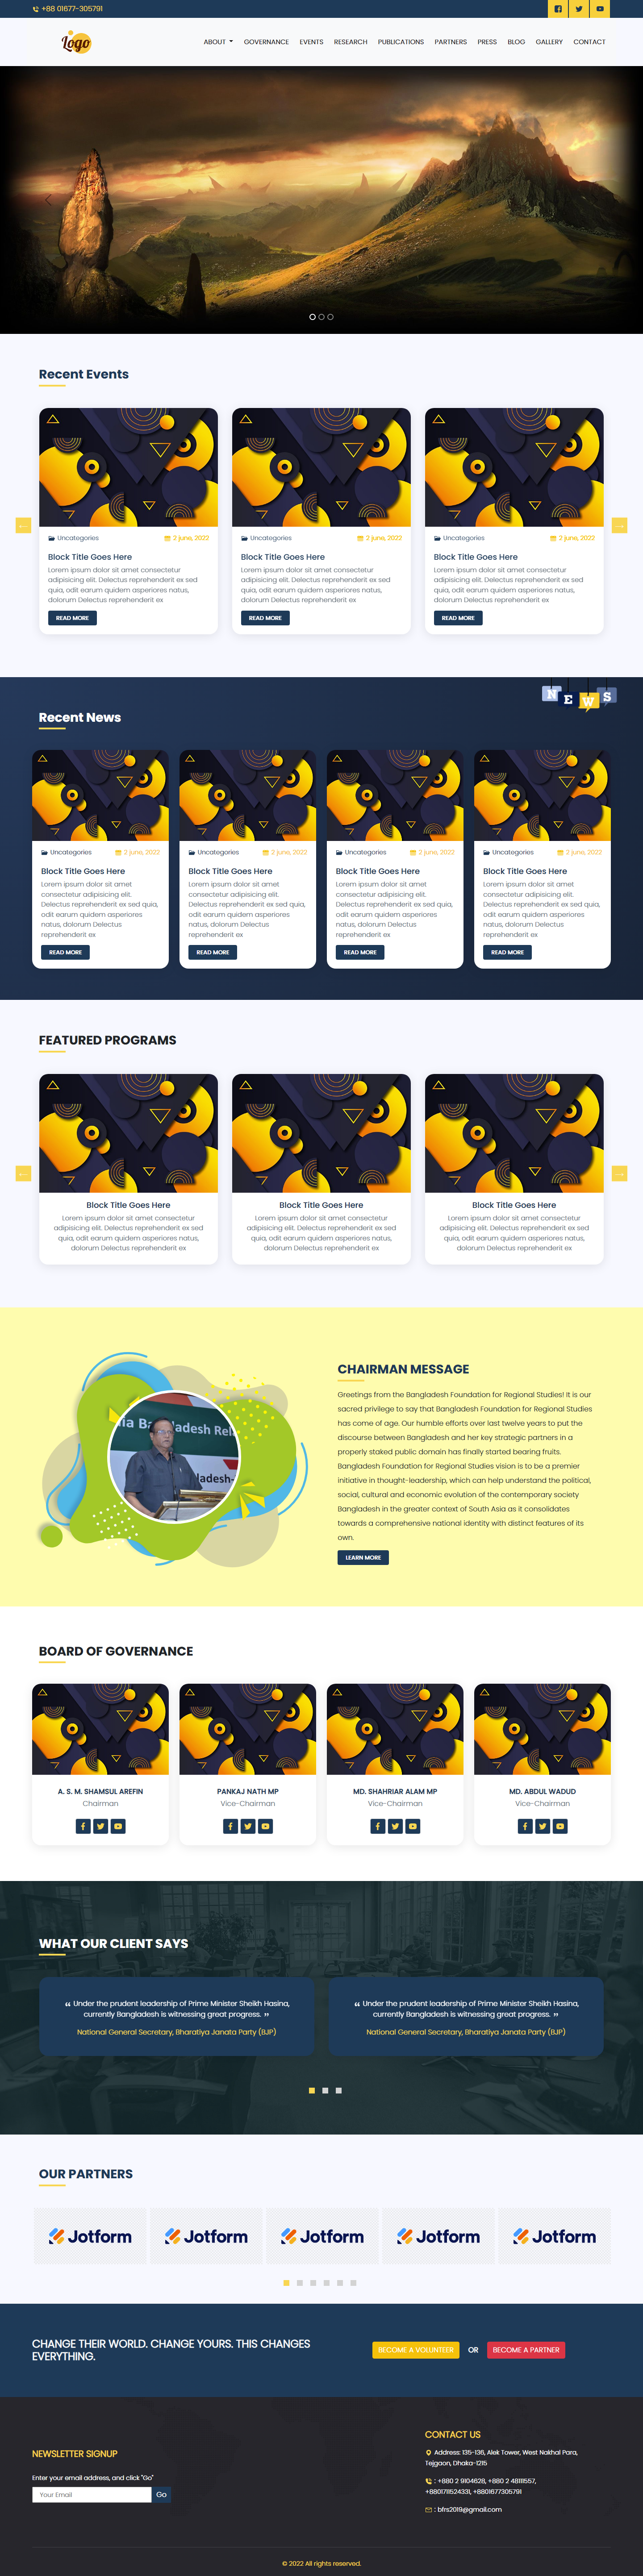 +88 01677-305791
Logo
ABOUT GOVERNANCE EVENTS RESEARCH PUBLICATIONS PARTNERS PRESS BLOG GALLERY CONTACT
Recent Events
Uncategories 2 june, 2022
Block Title Goes Here
Lorem ipsum dolor sit amet consectetur
adipisicing elit. Delectus reprehenderit ex sed
quia, odit earum quidem asperiores natus,
dolorum Delectus reprehenderit ex
READ MORE
Uncategories 2 june, 2022
Block Title Goes Here
Lorem ipsum dolor sit amet consectetur
adipisicing elit. Delectus reprehenderit ex sed
quia, odit earum quidem asperiores natus,
dolorum Delectus reprehenderit ex
READ MORE
Uncategories 2 june, 2022
Block Title Goes Here
Lorem ipsum dolor sit amet consectetur
adipisicing elit. Delectus reprehenderit ex sed
quia, odit earum quidem asperiores natus,
dolorum Delectus reprehenderit ex
READ MORE
NEWS
Recent News
Uncategories 2 june, 2022
Block Title Goes Here
Lorem ipsum dolor sit amet
consectetur adipisicing elit.
Delectus reprehenderit ex sed quia,
odit earum quidem asperiores
natus, dolorum Delectus
reprehenderit ex
READ MORE
Uncategories 2 june, 2022
Block Title Goes Here
Lorem ipsum dolor sit amet
consectetur adipisicing elit.
Delectus reprehenderit ex sed quia,
odit earum quidem asperiores
natus, dolorum Delectus
reprehenderit ex
READ MORE
Uncategories 2 june, 2022
Block Title Goes Here
Lorem ipsum dolor sit amet
consectetur adipisicing elit.
Delectus reprehenderit ex sed quia,
odit earum quidem asperiores
natus, dolorum Delectus
reprehenderit ex
READ MORE
Uncategories 2 june, 2022
Block Title Goes Here
Lorem ipsum dolor sit amet
consectetur adipisicing elit.
Delectus reprehenderit ex sed quia,
odit earum quidem asperiores
natus, dolorum Delectus
reprehenderit ex
READ MORE
FEATURED PROGRAMS
Block Title Goes Here
Lorem ipsum dolor sit amet consectetur
adipisicing elit. Delectus reprehenderit ex sed
quia, odit earum quidem asperiores natus,
dolorum Delectus reprehenderit ex
Block Title Goes Here
Lorem ipsum dolor sit amet consectetur
adipisicing elit. Delectus reprehenderit ex sed
quia, odit earum quidem asperiores natus,
dolorum Delectus reprehenderit ex
Block Title Goes Here
Lorem ipsum dolor sit amet consectetur
adipisicing elit. Delectus reprehenderit ex sed
quia, odit earum quidem asperiores natus,
dolorum Delectus reprehenderit ex
Bangladesh Rel
ladesh-
CHAIRMAN MESSAGE
Greetings from the Bangladesh Foundation for Regional Studies! It is our
sacred privilege to say that Bangladesh Foundation for Regional Studies
has come of age. Our humble efforts over last twelve years to put the
discourse between Bangladesh and her key strategic partners in a
properly staked public domain has finally started bearing fruits.
Bangladesh Foundation for Regional Studies vision is to be a premier
initiative in thought-leadership, which can help understand the political,
social, cultural and economic evolution of the contemporary society
Bangladesh in the greater context of South Asia as it consolidates
towards a comprehensive national identity with distinct features of its
own.
LEARN MORE
BOARD OF GOVERNANCE
A. S. M. SHAMSUL AREFIN
Chairman
PANKAJ NATH MP
Vice-Chairman
MD. SHAHRIAR ALAM MP
Vice-Chairman
MD. ABDUL WADUD
Vice-Chairman
WHAT OUR CLIENT SAYS
“ Under the prudent leadership of Prime Minister Sheikh Hasina,
currently Bangladesh is witnessing great progress. ”
National General Secretary, Bharatiya Janata Party (BJP)
“ Under the prudent leadership of Prime Minister Sheikh Hasina,
currently Bangladesh is witnessing great progress. ”
National General Secretary, Bharatiya Janata Party (BJP)
OUR PARTNERS
Jotform Jotform Jotform Jotform Jotform
CHANGE THEIR WORLD. CHANGE YOURS. THIS CHANGES
EVERYTHING.
BECOME A VOLUNTEER OR BECOME A PARTNER
NEWSLETTER SIGNUP
Enter your email address, and click "Go"
Your Email Go
CONTACT US
Address: 135-136, Alek Tower, West Nakhal Para,
Tejgaon, Dhaka-1215
: +880 2 9104628, +880 2 48111557,
+8801711524331, +8801677305791
: bfrs2019@gmail.com
© 2022 All rights reserved.